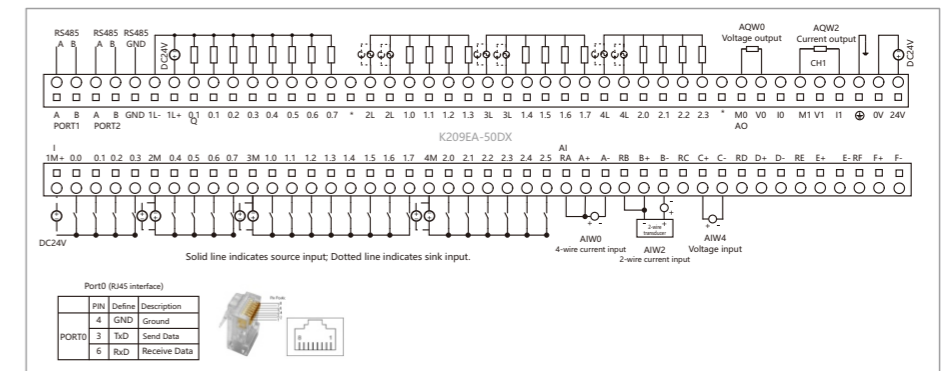 RS485 RS485 RS485
A B A B GND
DC24V
AQW0
Voltage output
AQW2
Current output
CH1
DC24V
A B A B GND 1L- 1L+ 0.1 0.1 0.2 0.3 0.4 0.5 0.6 0.7 * 2L 2L 1.0 1.1 1.2 1.3 3L 3L 1.4 1.5 1.6 1.7 4L 4L 2.0 2.1 2.2 2.3 * M0 V0 I0 M1 V1 I1 0V 24V
PORT1 PORT2 Q AO
K209EA-50DX
I AI
1M+ 0.0 0.1 0.2 0.3 2M 0.4 0.5 0.6 0.7 3M 1.0 1.1 1.2 1.3 1.4 1.5 1.6 1.7 4M 2.0 2.1 2.2 2.3 2.4 2.5 RA A+ A- RB B+ B- RC C+ C- RD D+ D- RE E+ E- RF F+ F-
DC24V
2-wire
transducer
AIW0
4-wire current input
AIW2
2-wire current input
AIW4
Voltage input
Solid line indicates source input; Dotted line indicates sink input.
Port0 (RJ45 interface)
PIN Define Description
4 GND Ground
PORT0 3 TxD Send Data
6 RxD Receive Data
8 1